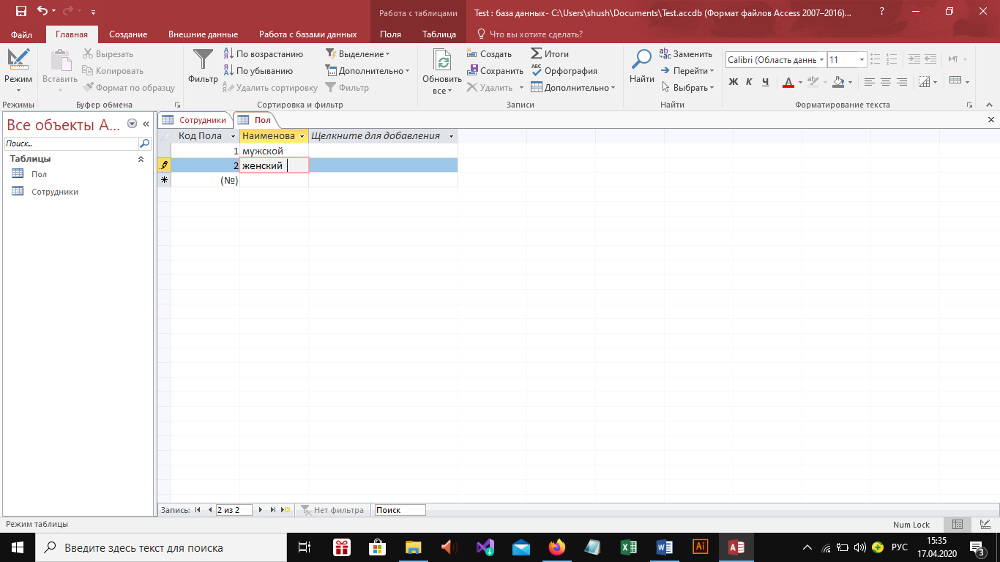 Работа с таблицами
Test : база данных- C:\Users\shush\Documents\Test.accdb (Формат файлов Access 2007–2016)...
?
Файл
Главная
Создание
Внешние данные
Работа с базами данных
Поля
Таблица
Что вы хотите сделать?
Режим
Вставить
Вырезать
Копировать
Формат по образцу
Фильтр
По возрастанию
По убыванию
Удалить сортировку
Выделение
Дополнительно
Фильтр
Обновить
все
Создать
Сохранить
Удалить
Итоги
Орфография
Дополнительно
Найти
Заменить
Перейти
Выбрать
Calibri (Область данны
11
Ж К Ч А
Режимы
Буфер обмена
Сортировка и фильтр
Записи
Найти
Форматирование текста
Все объекты A...
Поиск...
Таблицы
Пол
Сотрудники
Сотрудники
Пол
Код Пола
Наименова
Щелкните для добавления
1 мужской
2 женский
(№)
Запись:
2 из 2
Нет фильтра
Поиск
Режим таблицы
Num Lock
Введите здесь текст для поиска
Ai
РУС
15:35
17.04.2020
3